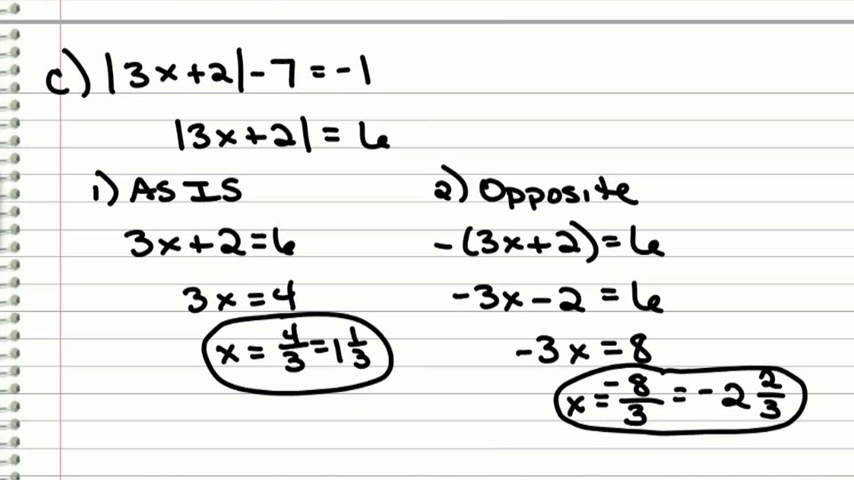 c) |3x+2|-7=-1
|3x+2|=6
1) AS IS
3x+2=6
3x=4
x=4/3=1 1/3
2) Opposite
-(3x+2)=6
-3x-2=6
-3x=8
x=-8/3=-2 2/3